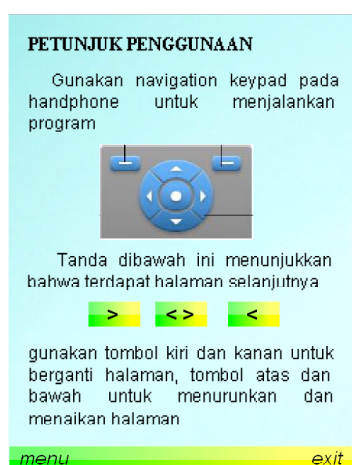 PETUNJUK PENGGUNAAN
Gunakan navigation keypad pada
handphone untuk menjalankan
program
Tanda dibawah ini menunjukkan
bahwa terdapat halaman selanjutnya
> < > <
gunakan tombol kiri dan kanan untuk
berganti halaman, tombol atas dan
bawah untuk menurunkan dan
menaikan halaman
menu exit